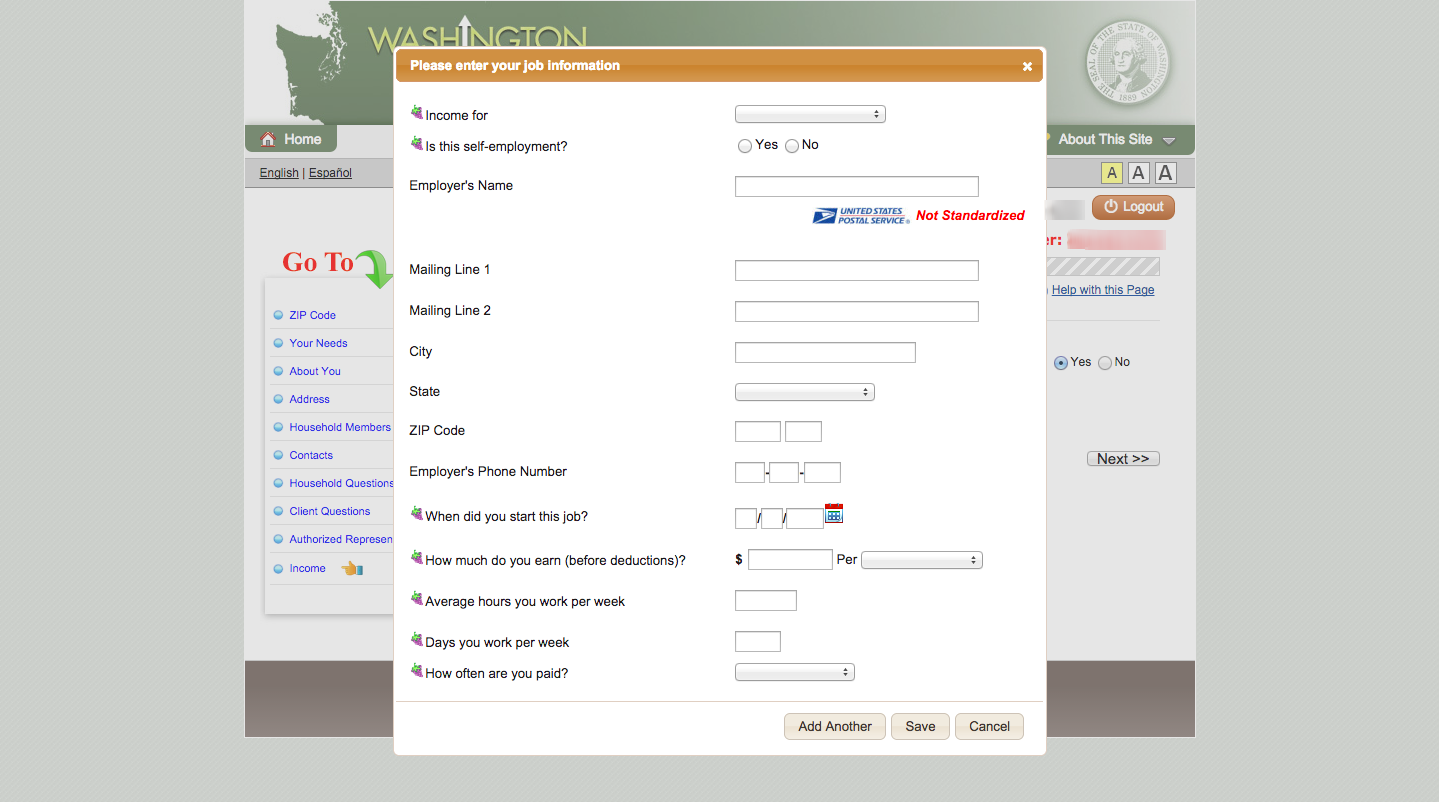 WASHINGTON
THE SEAL OF THE STATE OF WASHINGTON
1889
Please enter your job information
Home
About This Site
English | Español
A A A
Logout
er:
Help with this Page
Go To
ZIP Code
Your Needs
About You
Address
Household Members
Contacts
Household Questions
Client Questions
Authorized Represen
Income
Yes No
Next >>
Income for
Is this self-employment? Yes No
Employer's Name
UNITED STATES
POSTAL SERVICE® Not Standardized
Mailing Line 1
Mailing Line 2
City
State
ZIP Code
Employer's Phone Number - -
When did you start this job? / /
How much do you earn (before deductions)? $ Per
Average hours you work per week
Days you work per week
How often are you paid?
Add Another Save Cancel